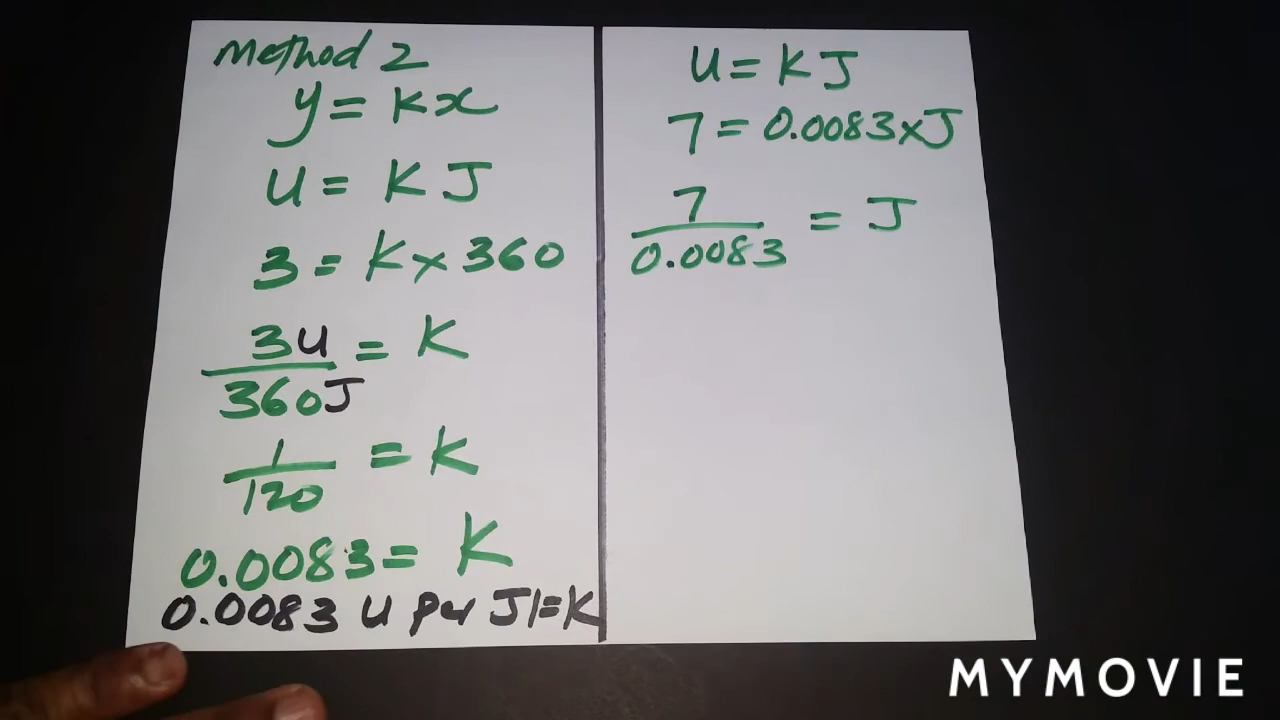 Method 2
y = Kx
U = KJ
3 = K × 360
3U/360J = K
1/120 = K
0.0083 = K
0.0083 U per J1 = K
U = KJ
7 = 0.0083 × J
7/0.0083 = J
MYMOVIE